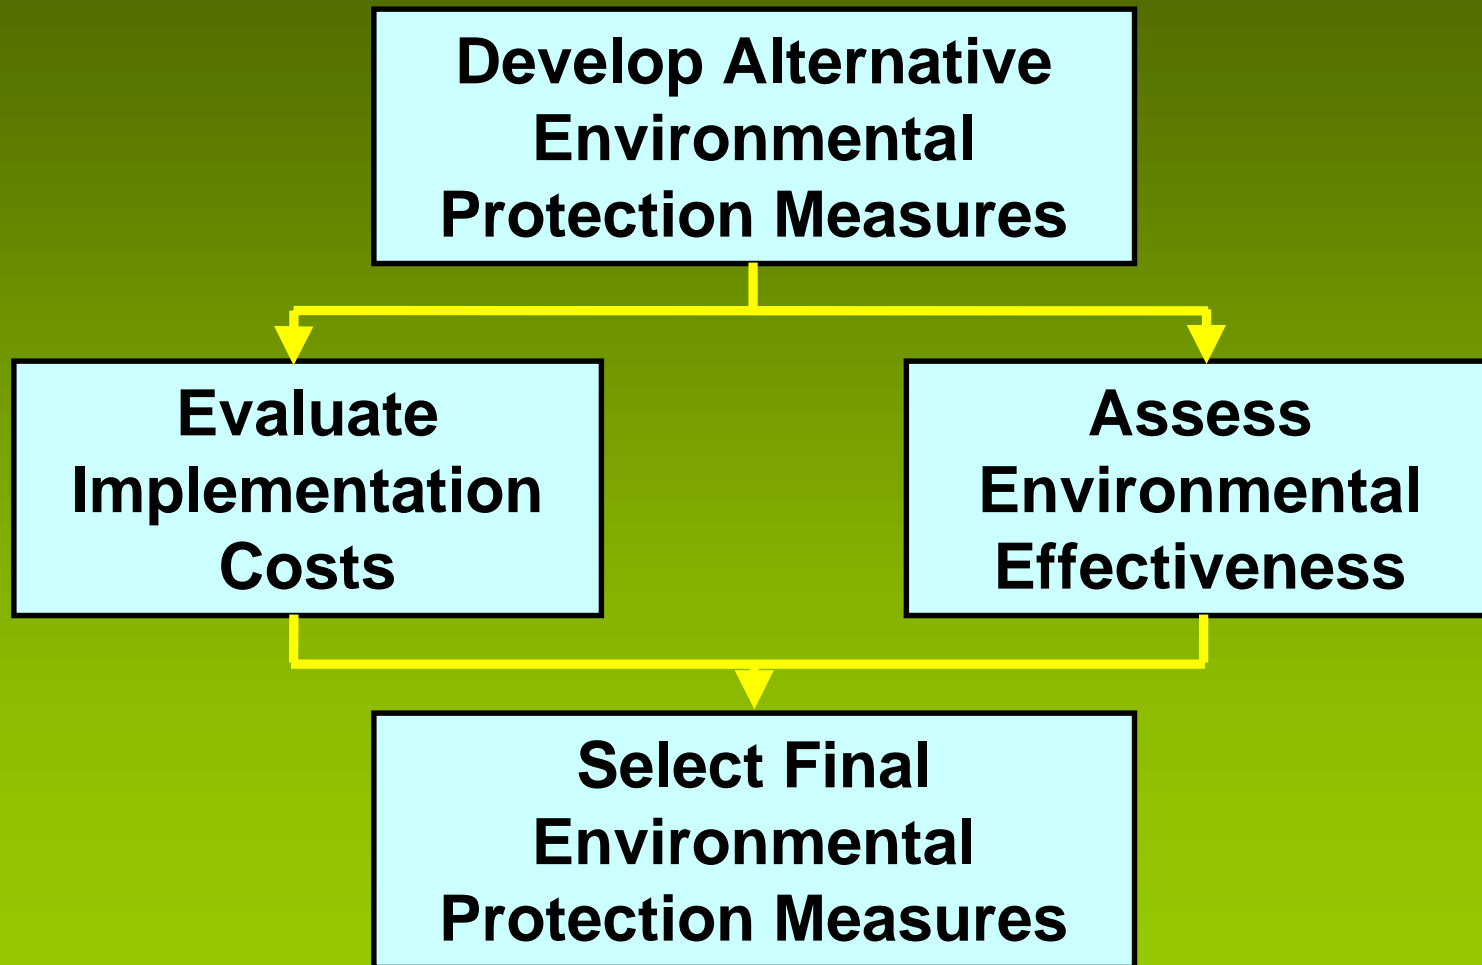 Develop Alternative
Environmental
Protection Measures
Evaluate
Implementation
Costs
Assess
Environmental
Effectiveness
Select Final
Environmental
Protection Measures